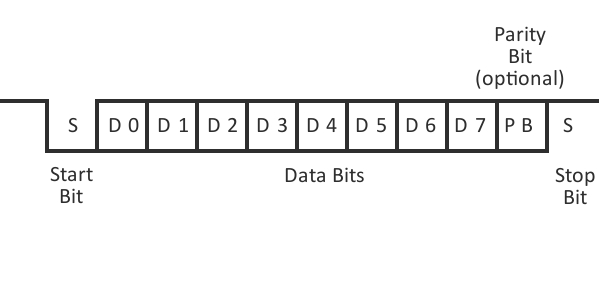 Parity
Bit
(optional)
S D 0 D 1 D 2 D 3 D 4 D 5 D 6 D 7 P B S
Start
Bit
Data Bits
Stop
Bit